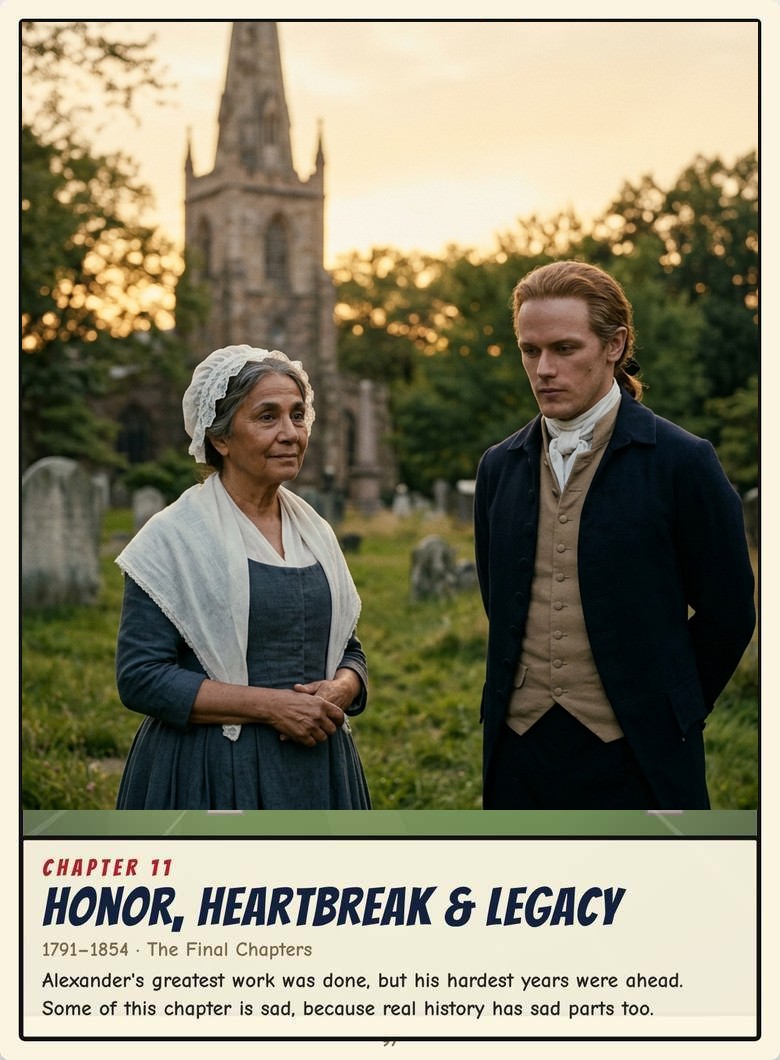 CHAPTER 11
HONOR, HEARTBREAK & LEGACY
1791–1854 · The Final Chapters
Alexander's greatest work was done, but his hardest years were ahead.
Some of this chapter is sad, because real history has sad parts too.